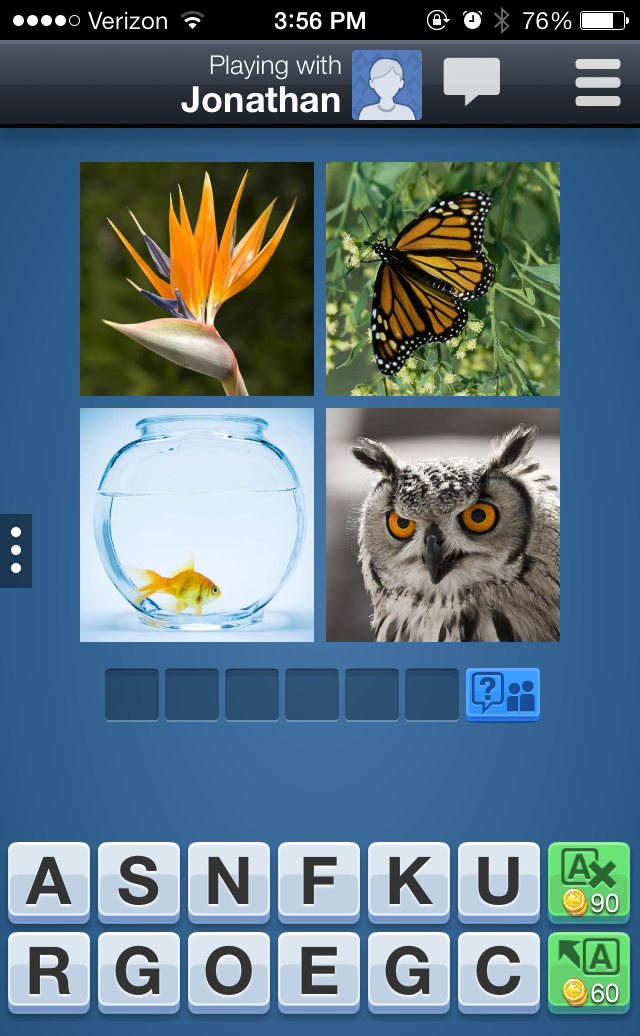 Verizon 3:56 PM 76%
Playing with
Jonathan
?
A S N F K U A 90
R G O E G C A 60